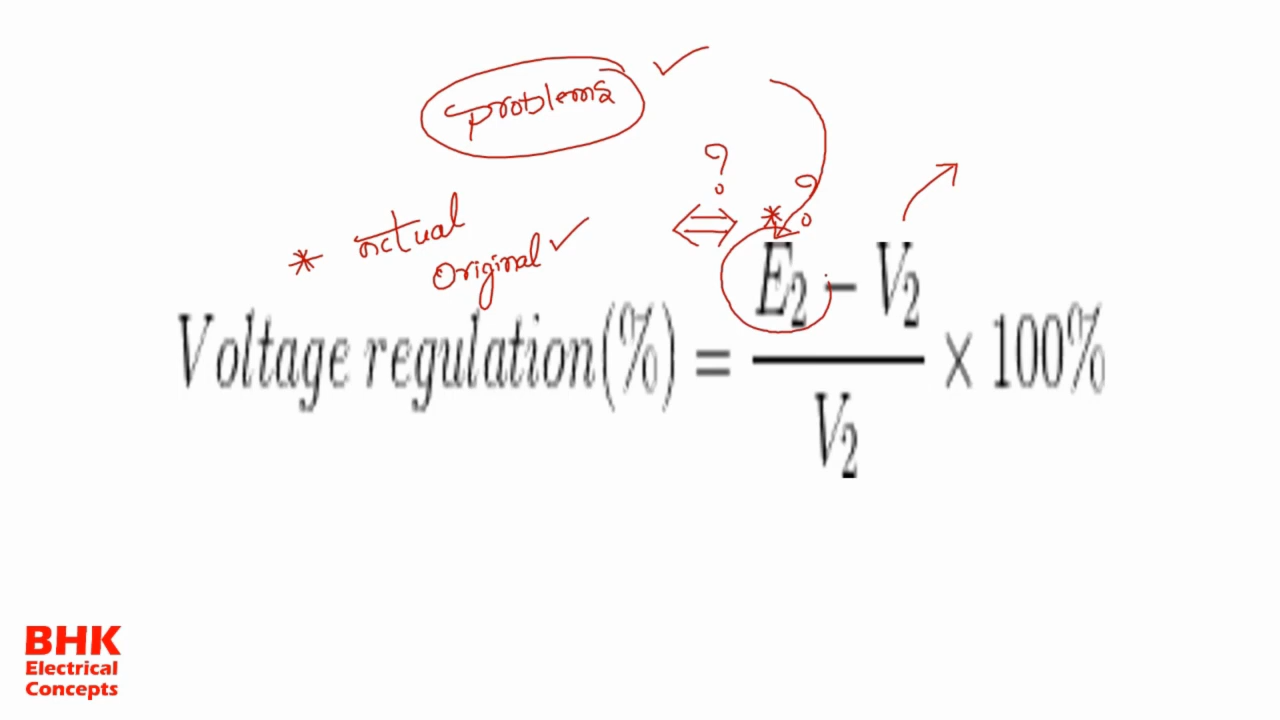 problems
?
?
* actual
original
Voltage regulation(%) = E₂ − V₂ / V₂ × 100%
BHK
Electrical
Concepts